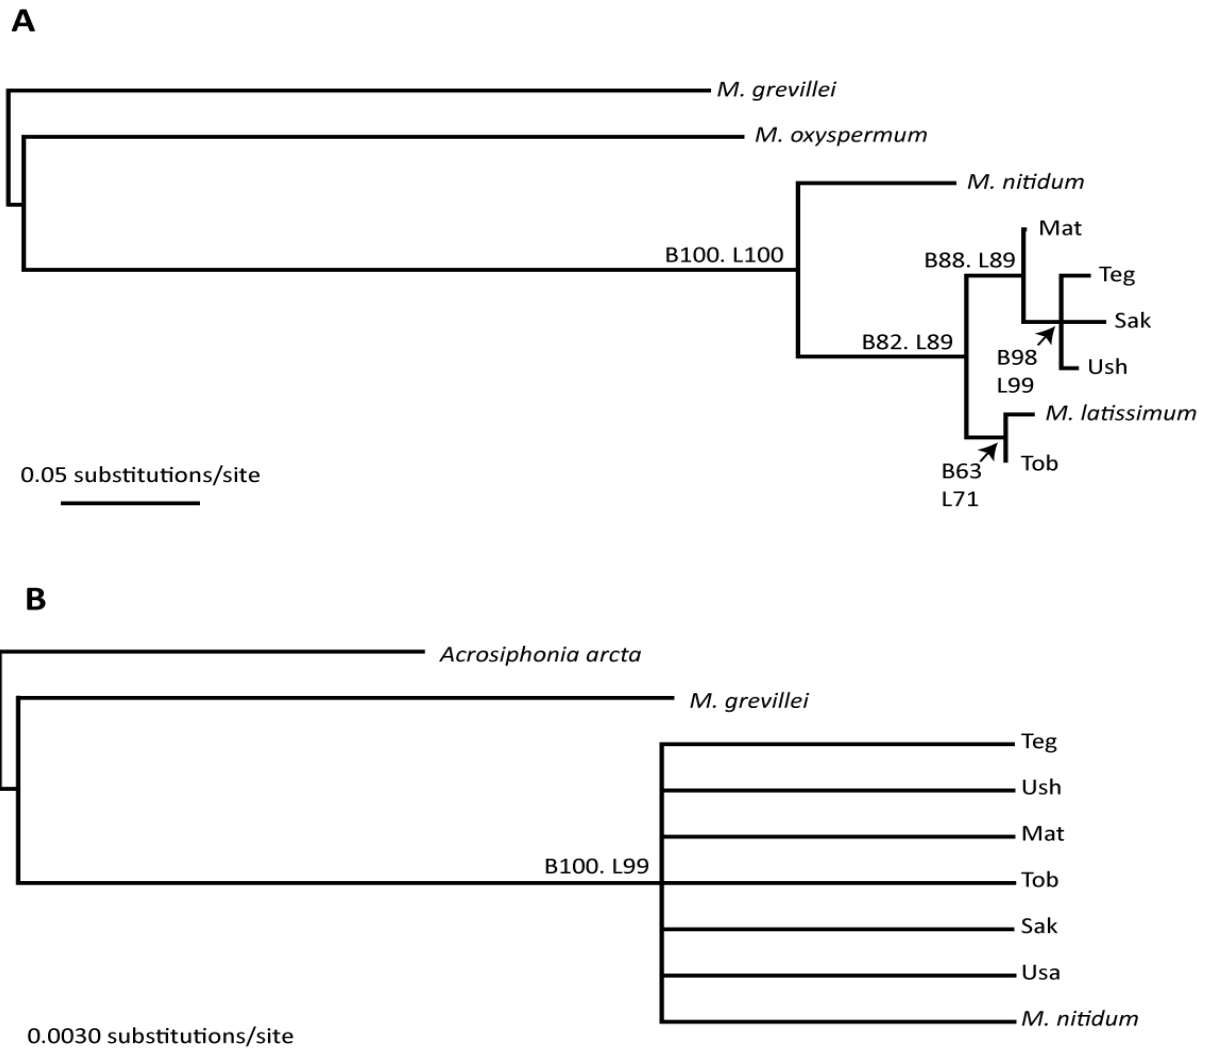 A
M. grevillei
M. oxyspermum
M. nitidum
Mat
B100. L100
B88. L89
Teg
Sak
B82. L89
B98
L99
Ush
M. latissimum
Tob
B63
L71
0.05 substitutions/site
B
Acrosiphonia arcta
M. grevillei
Teg
Ush
Mat
B100. L99
Tob
Sak
Usa
M. nitidum
0.0030 substitutions/site